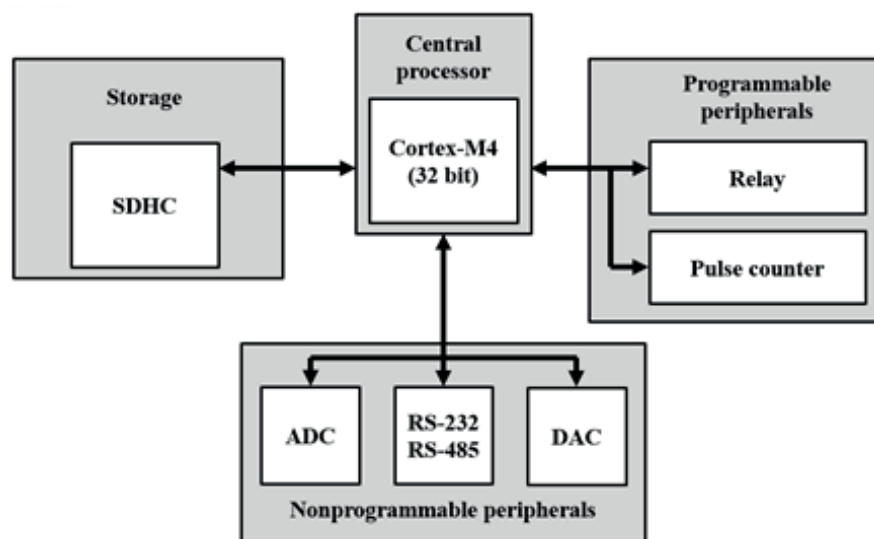 Storage
SDHC
Central
processor
Cortex-M4
(32 bit)
Programmable
peripherals
Relay
Pulse counter
ADC
RS-232
RS-485
DAC
Nonprogrammable peripherals